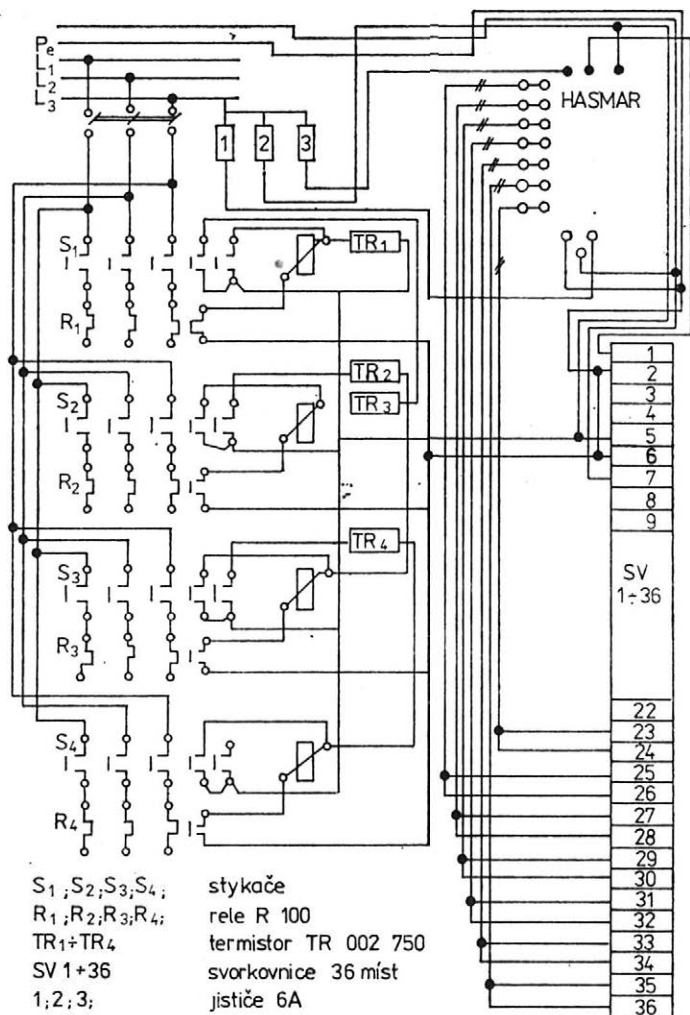 Pe
L1
L2
L3
HASMAR
1 2 3
S1
TR1
R1
S2
TR2
TR3
R2
S3
TR4
R3
S4
R4
1
2
3
4
5
6
7
8
9
SV
1÷36
22
23
24
25
26
27
28
29
30
31
32
33
34
35
36
S1;S2;S3;S4; stykače
R1;R2;R3;R4; rele R 100
TR1÷TR4 termistor TR 002 750
SV 1÷36 svorkovnice 36 míst
1;2;3; jističe 6A